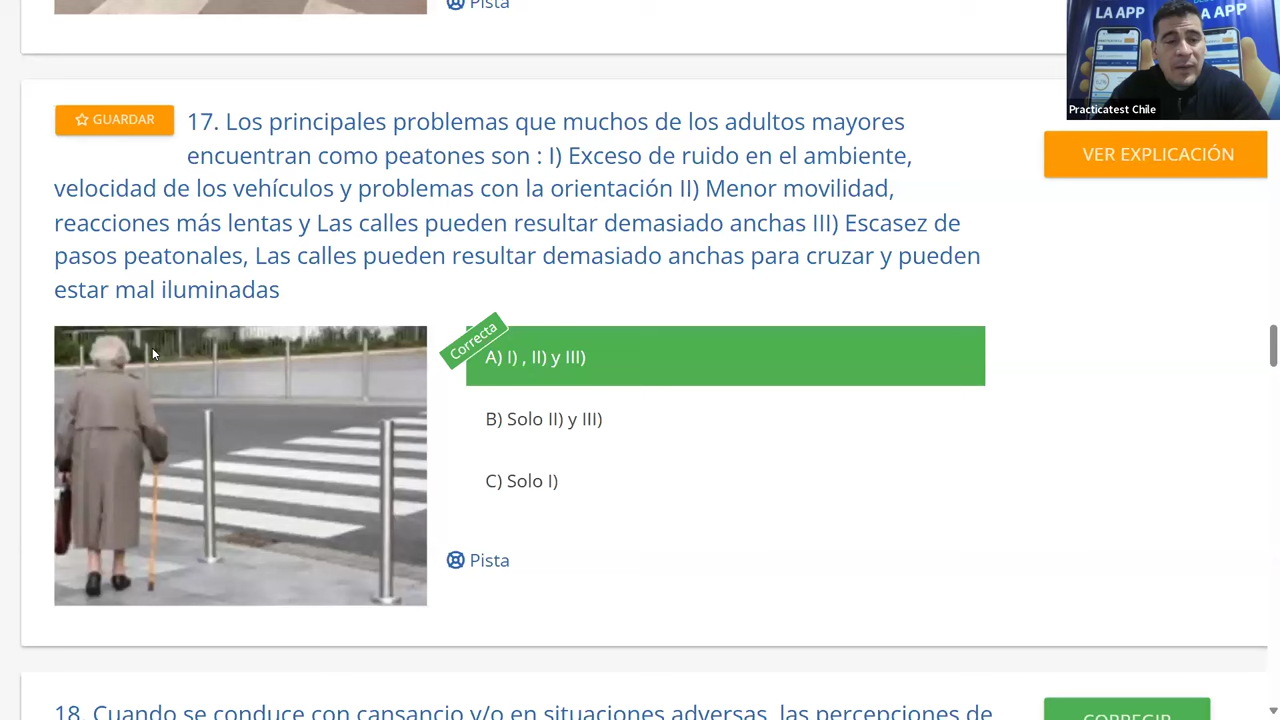 Pista
LA APP
A APP
Practicatest Chile
GUARDAR
17. Los principales problemas que muchos de los adultos mayores
encuentran como peatones son : I) Exceso de ruido en el ambiente,
velocidad de los vehículos y problemas con la orientación II) Menor movilidad,
reacciones más lentas y Las calles pueden resultar demasiado anchas III) Escasez de
pasos peatonales, Las calles pueden resultar demasiado anchas para cruzar y pueden
estar mal iluminadas
VER EXPLICACIÓN
Correcta
A) I) , II) y III)
B) Solo II) y III)
C) Solo I)
Pista
18. Cuando se conduce con cansancio y/o en situaciones adversas, las percepciones de
CORREGIR